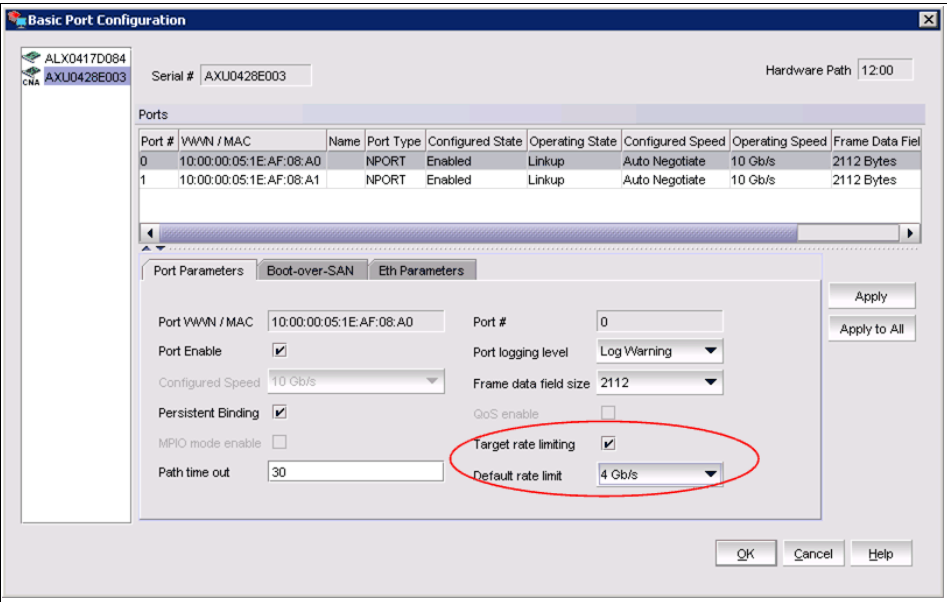 Basic Port Configuration
ALX0417D084
CNA AXU0428E003
Serial # AXU0428E003
Hardware Path 12:00
Ports
Port # WWN / MAC Name Port Type Configured State Operating State Configured Speed Operating Speed Frame Data Fiel
0 10:00:00:05:1E:AF:08:A0 NPORT Enabled Linkup Auto Negotiate 10 Gb/s 2112 Bytes
1 10:00:00:05:1E:AF:08:A1 NPORT Enabled Linkup Auto Negotiate 10 Gb/s 2112 Bytes
Port Parameters Boot-over-SAN Eth Parameters
Apply
Apply to All
Port WWN / MAC 10:00:00:05:1E:AF:08:A0 Port # 0
Port Enable Port logging level Log Warning
Configured Speed 10 Gb/s Frame data field size 2112
Persistent Binding QoS enable
MPIO mode enable Target rate limiting
Path time out 30 Default rate limit 4 Gb/s
OK Cancel Help